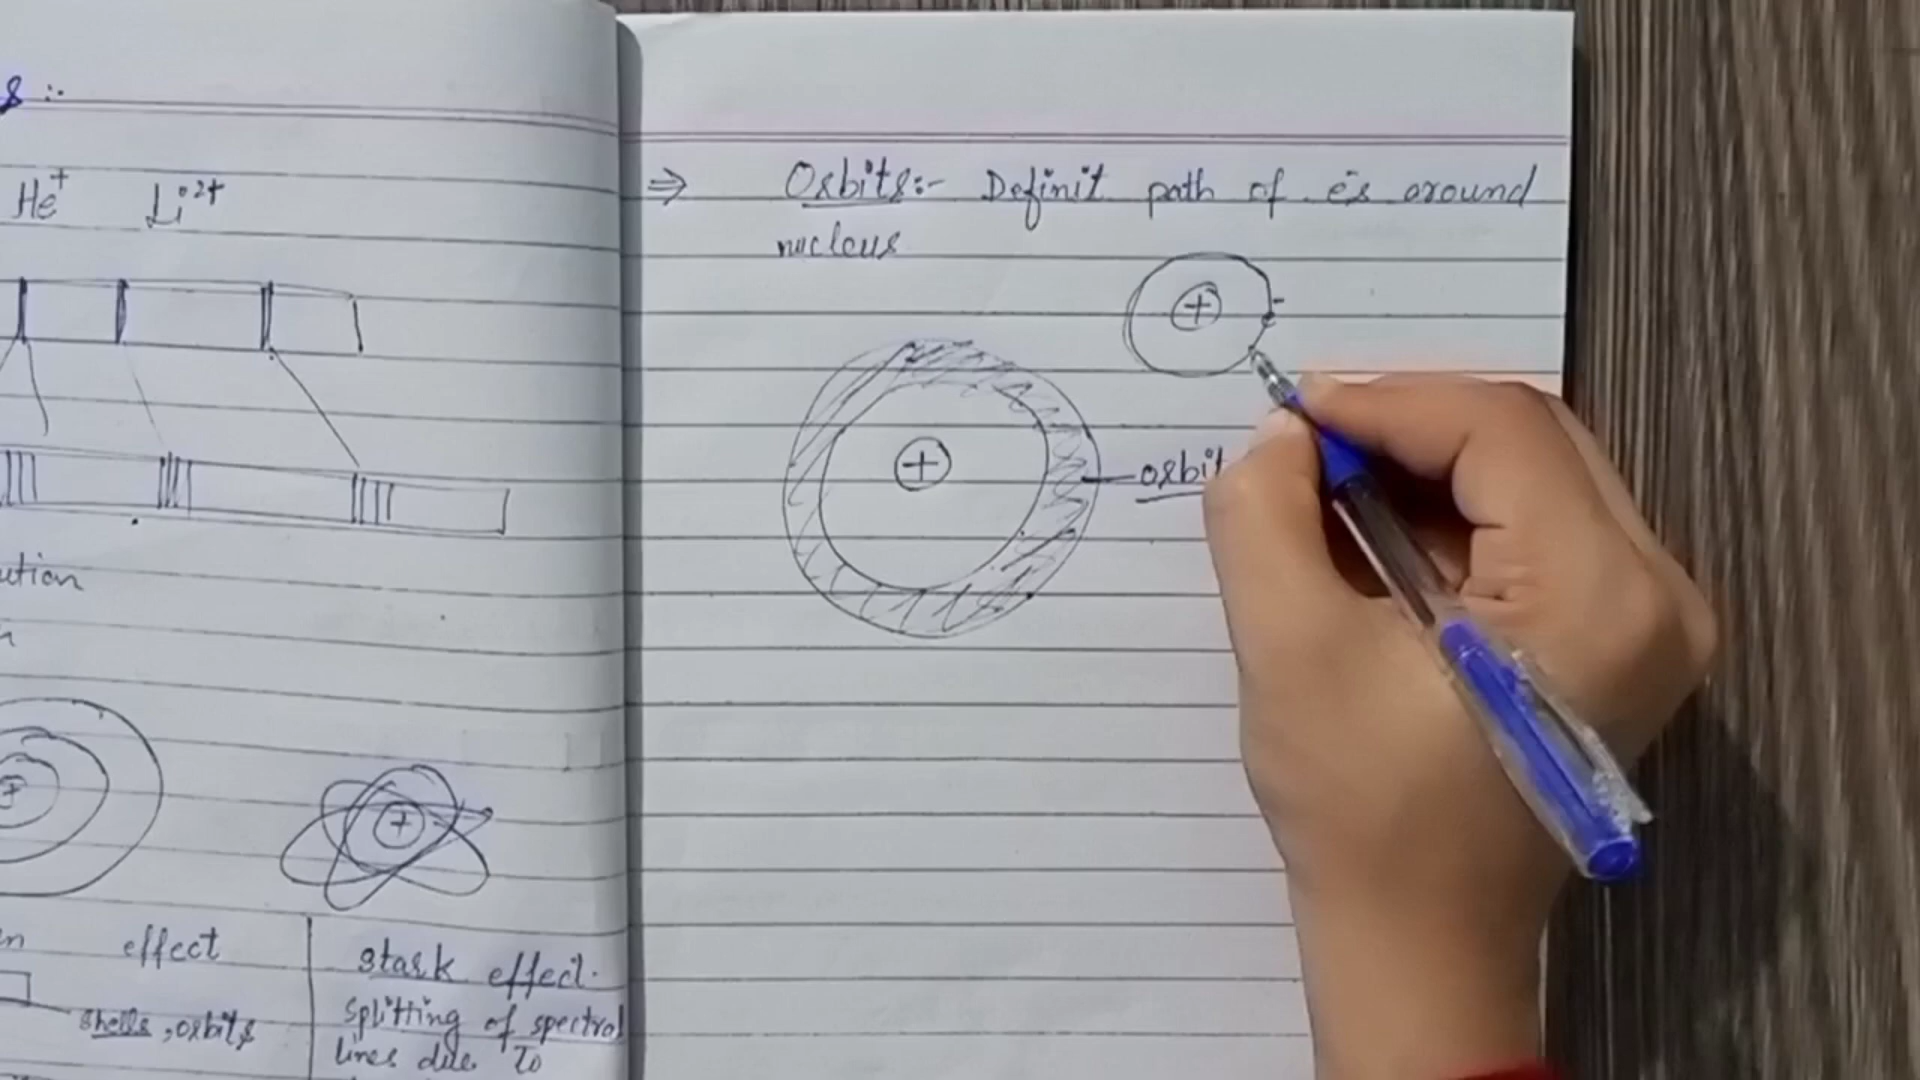 He⁺ Li²⁺
effect
shells, orbits
stark effect.
splitting of spectral
lines due to
⇒ Orbits:- Definit path of e⁻s around
nucleus
+
-
+
orbit
+
+